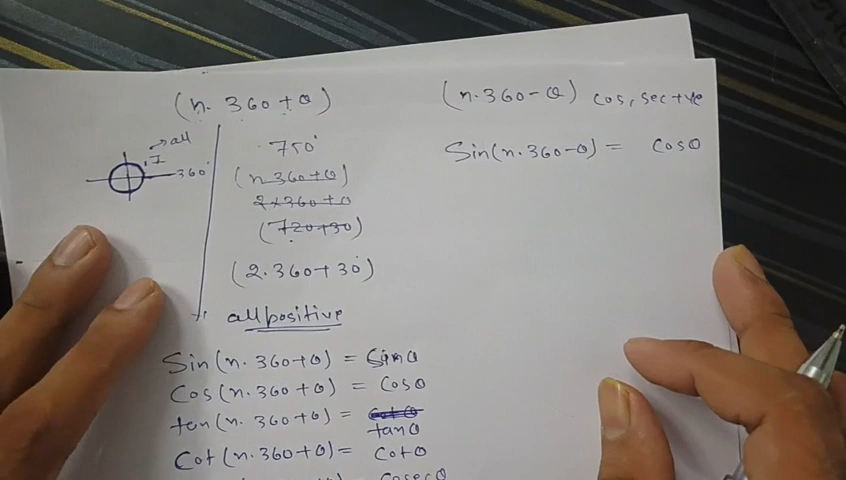 (n. 360 + θ)
all
I
360°
750°
(n 360 + θ)
2×360 + θ
(720+30)
(2.360 + 30°)
all positive
Sin(n. 360 + θ) = Sinθ
Cos(n. 360 + θ) = Cosθ
tan(n. 360 + θ) = Cotθ
tanθ
Cot(n. 360 + θ) = Cotθ
Cosecθ
(n.360 - θ) cos, sec +ve
Sin(n. 360 - θ) = Cosθ